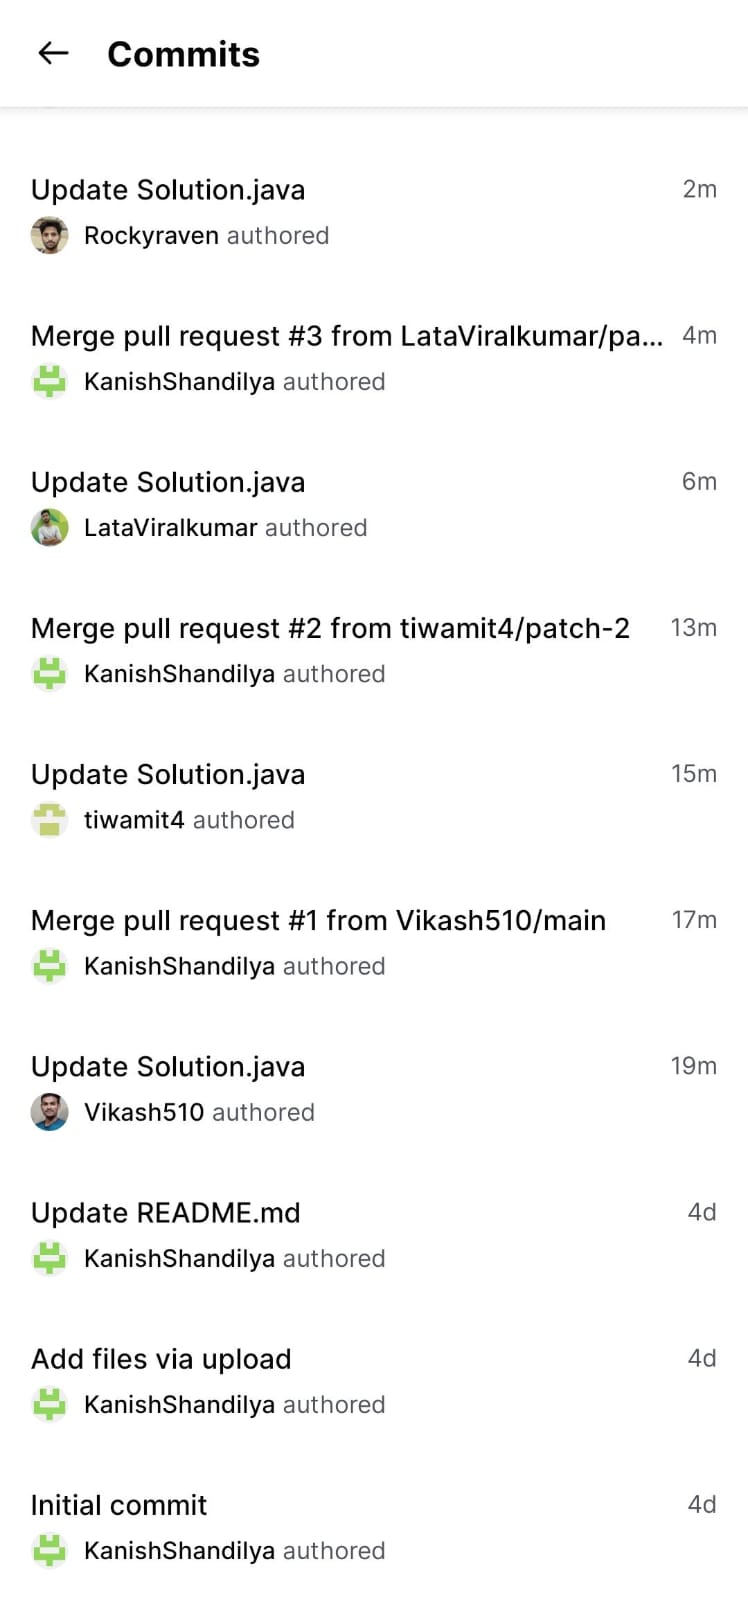 Commits
Update Solution.java 2m
Rockyraven authored
Merge pull request #3 from LataViralkumar/pa... 4m
KanishShandilya authored
Update Solution.java 6m
LataViralkumar authored
Merge pull request #2 from tiwamit4/patch-2 13m
KanishShandilya authored
Update Solution.java 15m
tiwamit4 authored
Merge pull request #1 from Vikash510/main 17m
KanishShandilya authored
Update Solution.java 19m
Vikash510 authored
Update README.md 4d
KanishShandilya authored
Add files via upload 4d
KanishShandilya authored
Initial commit 4d
KanishShandilya authored